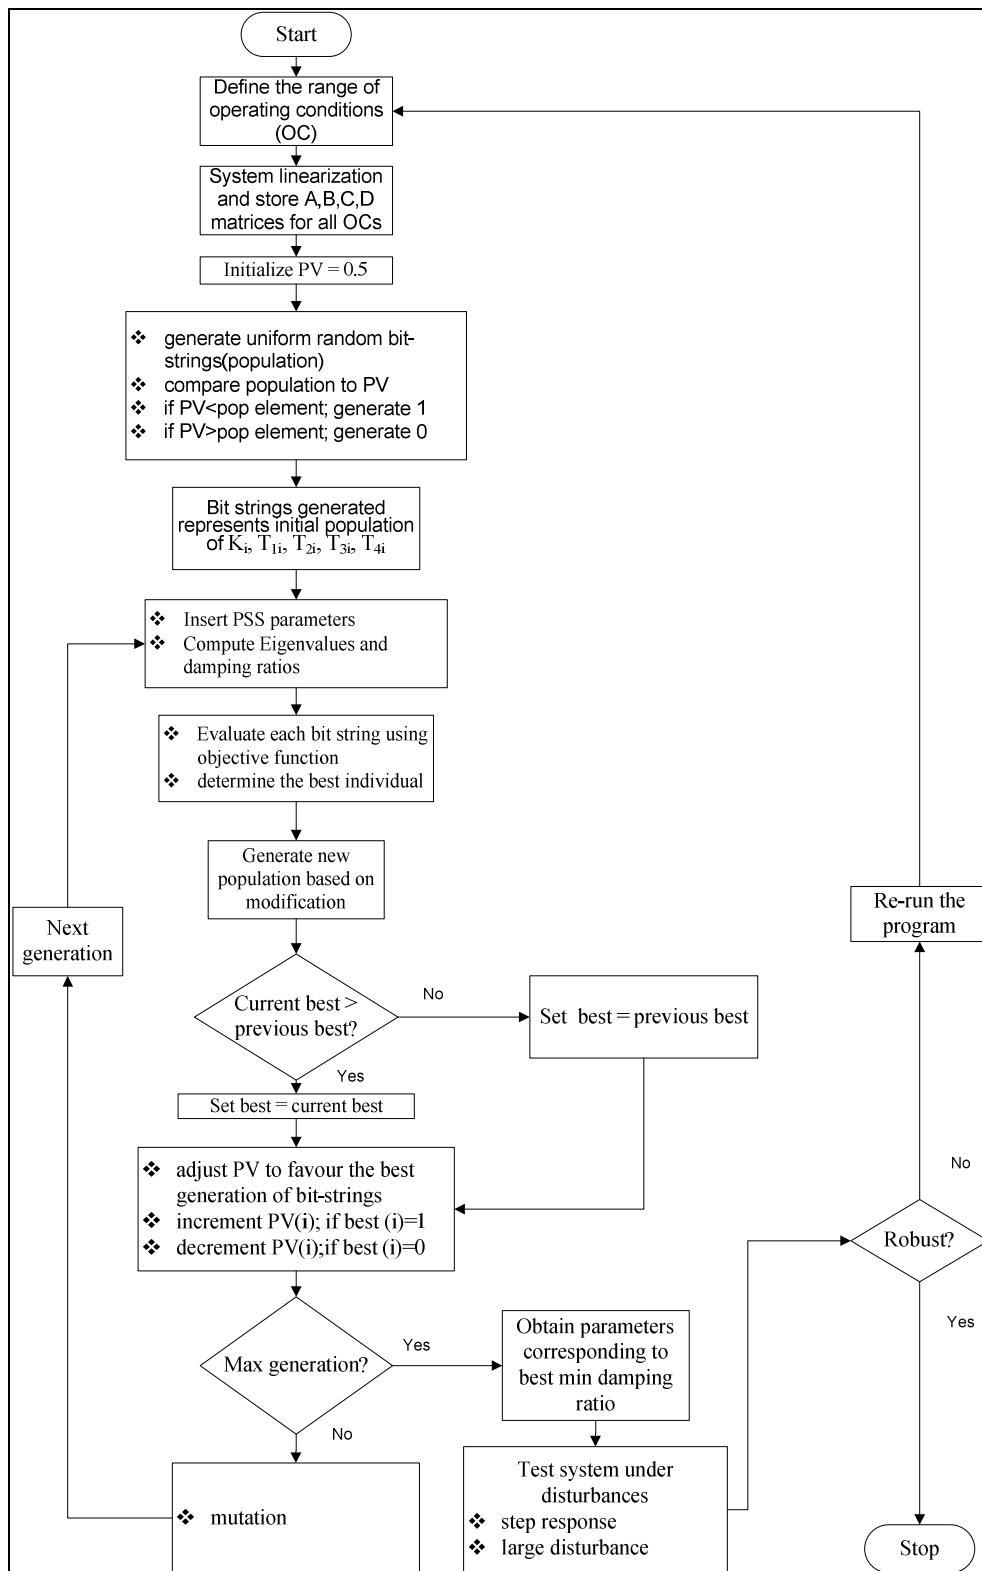 Start
Define the range of
operating conditions
(OC)
System linearization
and store A,B,C,D
matrices for all OCs
Initialize PV = 0.5
❖ generate uniform random bit-
strings(population)
❖ compare population to PV
❖ if PV<pop element; generate 1
❖ if PV>pop element; generate 0
Bit strings generated
represents initial population
of Ki, T1i, T2i, T3i, T4i
❖ Insert PSS parameters
❖ Compute Eigenvalues and
damping ratios
❖ Evaluate each bit string using
objective function
❖ determine the best individual
Generate new
population based on
modification
Next
generation
Re-run the
program
Current best >
previous best?
No
Set best = previous best
Yes
Set best = current best
❖ adjust PV to favour the best
generation of bit-strings
❖ increment PV(i); if best (i)=1
❖ decrement PV(i);if best (i)=0
No
Robust?
Yes
Max generation?
Yes
Obtain parameters
corresponding to
best min damping
ratio
No
❖ mutation
Test system under
disturbances
❖ step response
❖ large disturbance
Stop